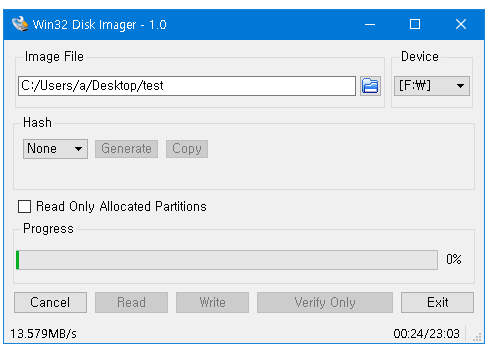 Win32 Disk Imager - 1.0
Image File
Device
C:/Users/a/Desktop/test
[F:₩]
Hash
None Generate Copy
Read Only Allocated Partitions
Progress
0%
Cancel Read Write Verify Only Exit
13.579MB/s 00:24/23:03